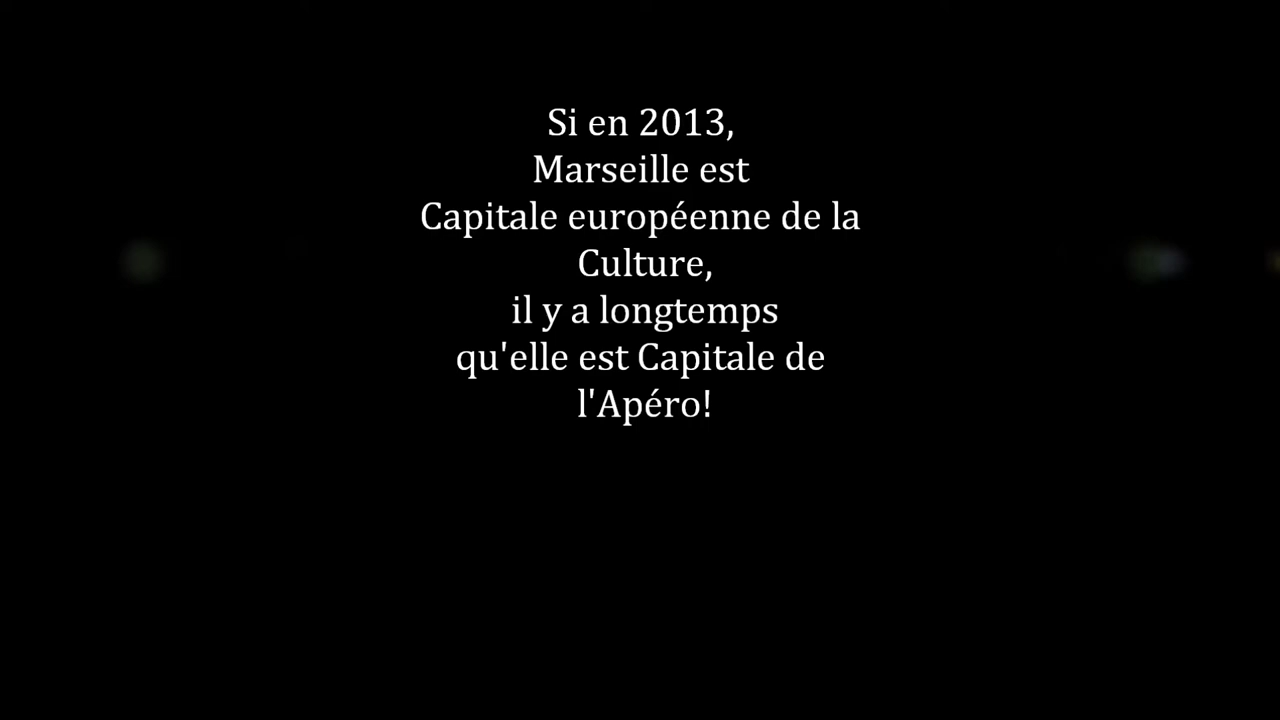 Si en 2013,
Marseille est
Capitale européenne de la
Culture,
il y a longtemps
qu'elle est Capitale de
l'Apéro!